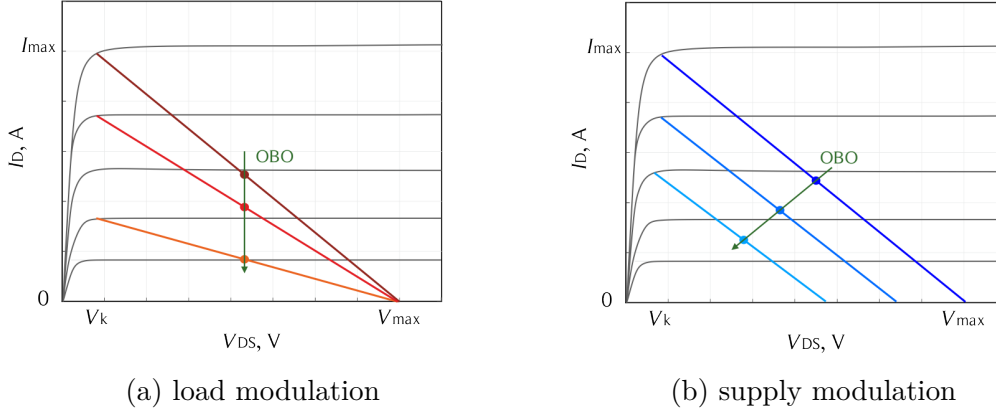 Imax
ID, A
OBO
0
Vk
Vmax
VDS, V
(a) load modulation
Imax
ID, A
OBO
0
Vk
Vmax
VDS, V
(b) supply modulation